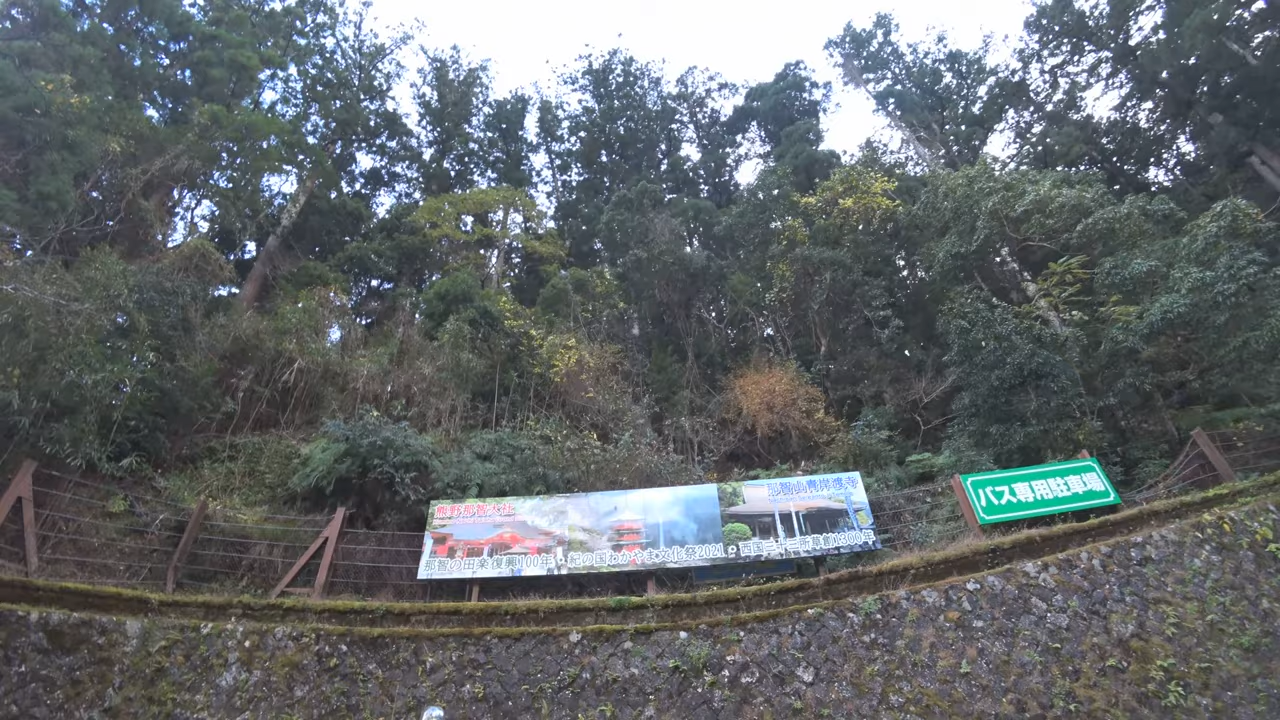 熊野那智大社
那智山青岸渡寺
那智の田楽 復興100年・紀の国わかやま文化祭2021・西国三十三所草創1300年
バス専用駐車場